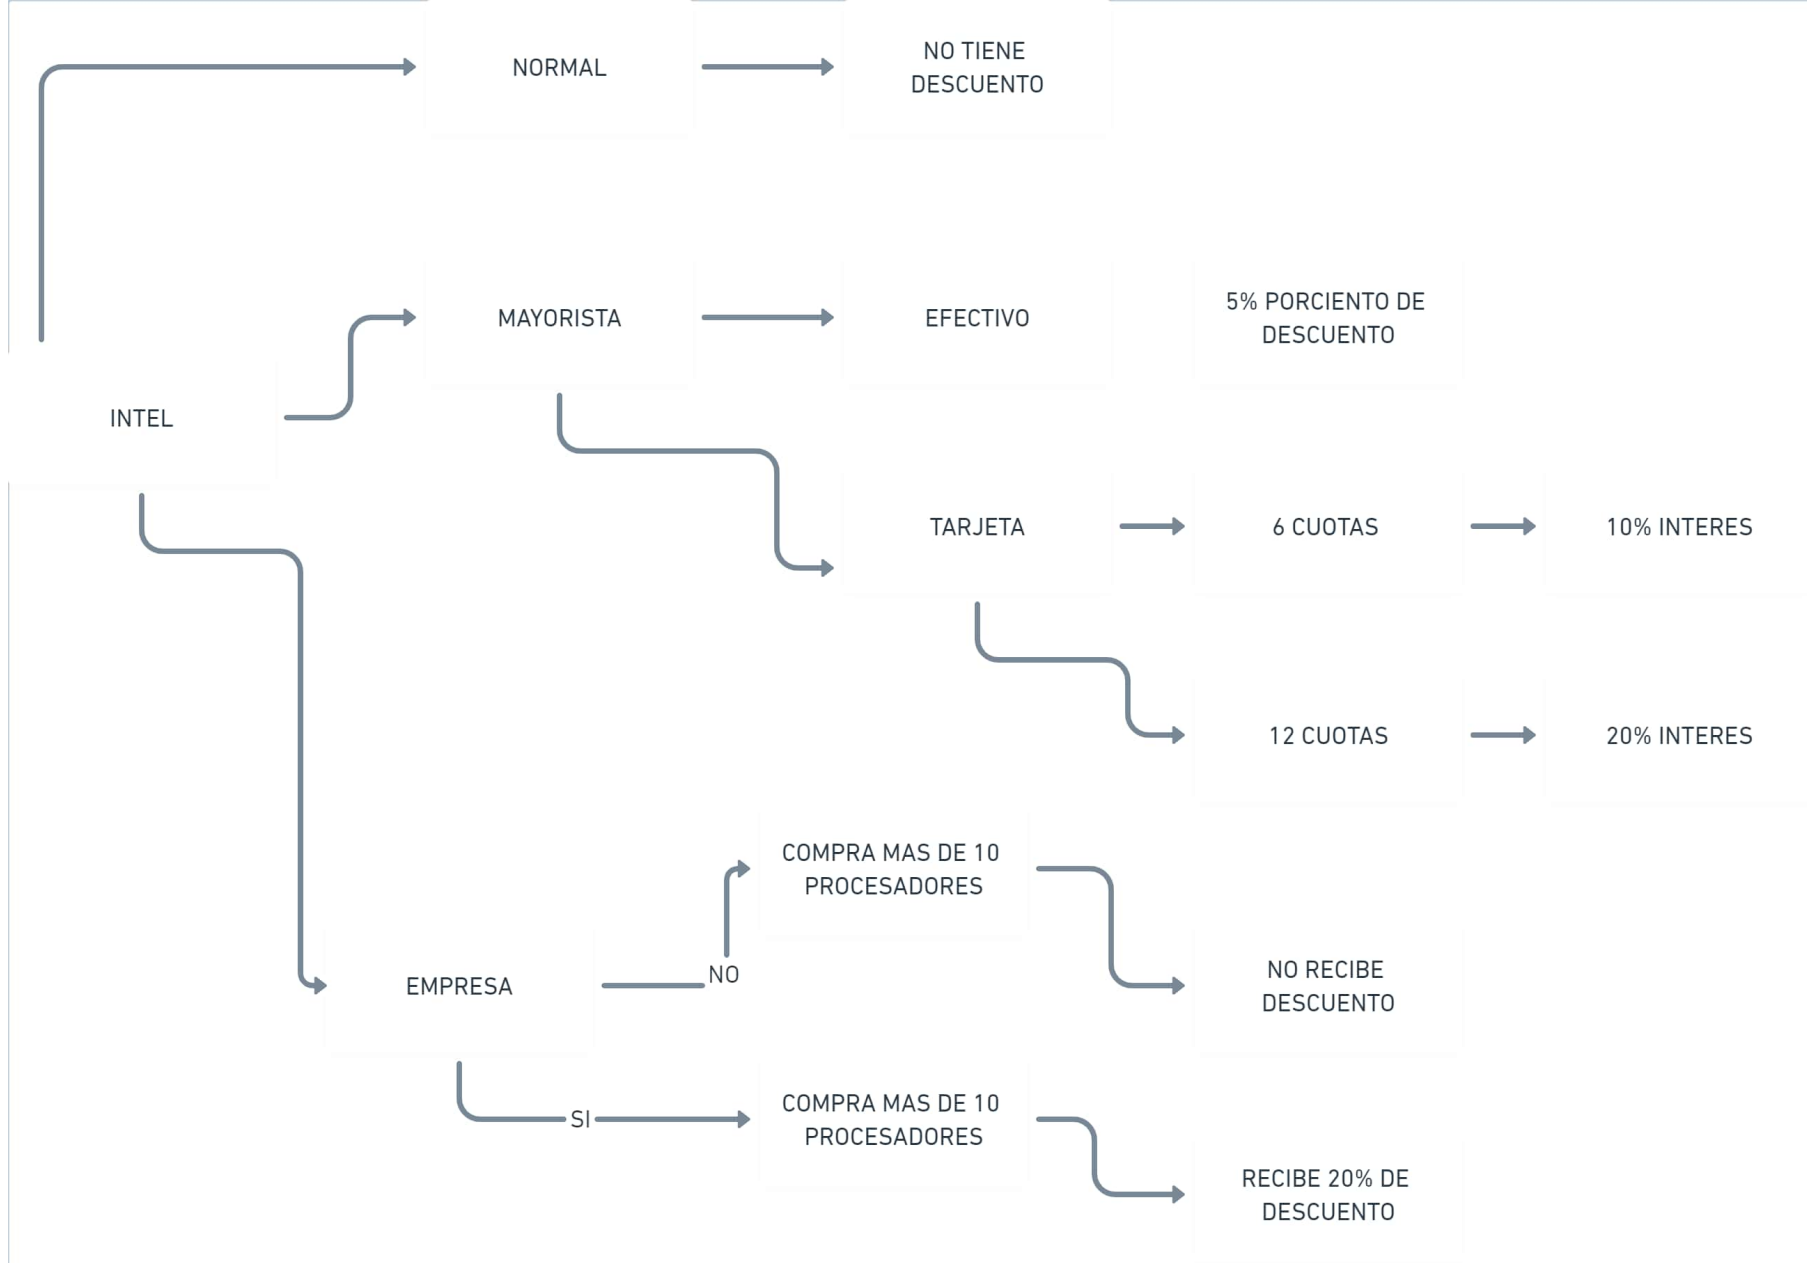 NORMAL
NO TIENE
DESCUENTO
INTEL
MAYORISTA
EFECTIVO
5% PORCIENTO DE
DESCUENTO
TARJETA
6 CUOTAS
10% INTERES
12 CUOTAS
20% INTERES
EMPRESA
NO
COMPRA MAS DE 10
PROCESADORES
NO RECIBE
DESCUENTO
SI
COMPRA MAS DE 10
PROCESADORES
RECIBE 20% DE
DESCUENTO